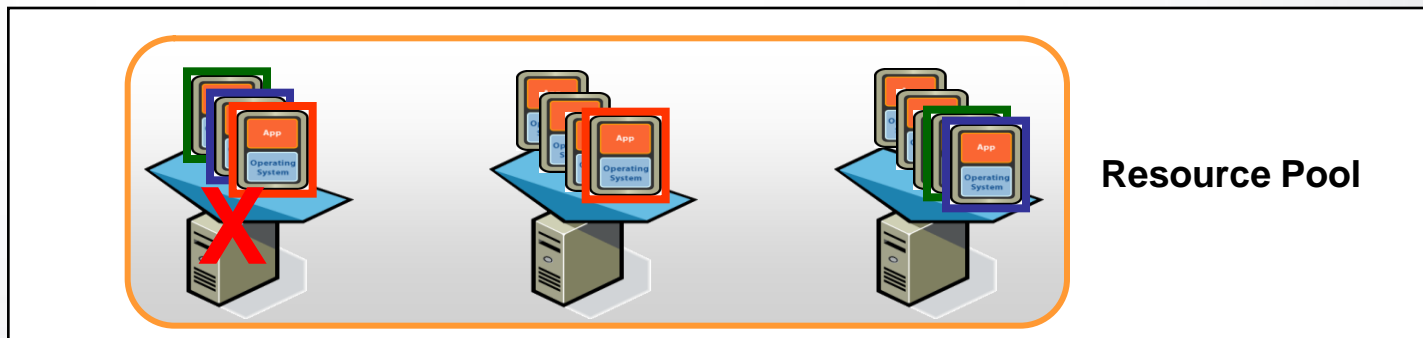 App
Operating
System
App
Operating
System
App
Operating
System
Resource Pool